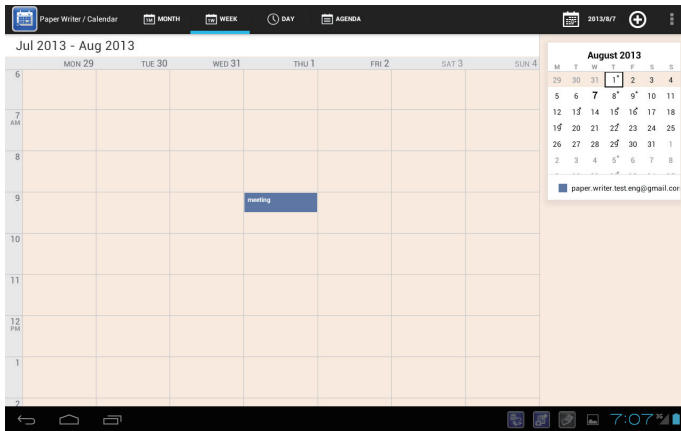 Paper Writer / Calendar 1M MONTH 1W WEEK DAY AGENDA 2013/8/7
Jul 2013 - Aug 2013
MON 29 TUE 30 WED 31 THU 1 FRI 2 SAT 3 SUN 4
6
7
AM
8
9 meeting
10
11
12
PM
1
2
August 2013
M T W T F S S
29 30 31 1 2 3 4
5 6 7 8 9 10 11
12 13 14 15 16 17 18
19 20 21 22 23 24 25
26 27 28 29 30 31 1
2 3 4 5 6 7 8
paper.writer.test.eng@gmail.cor
7:07 3G